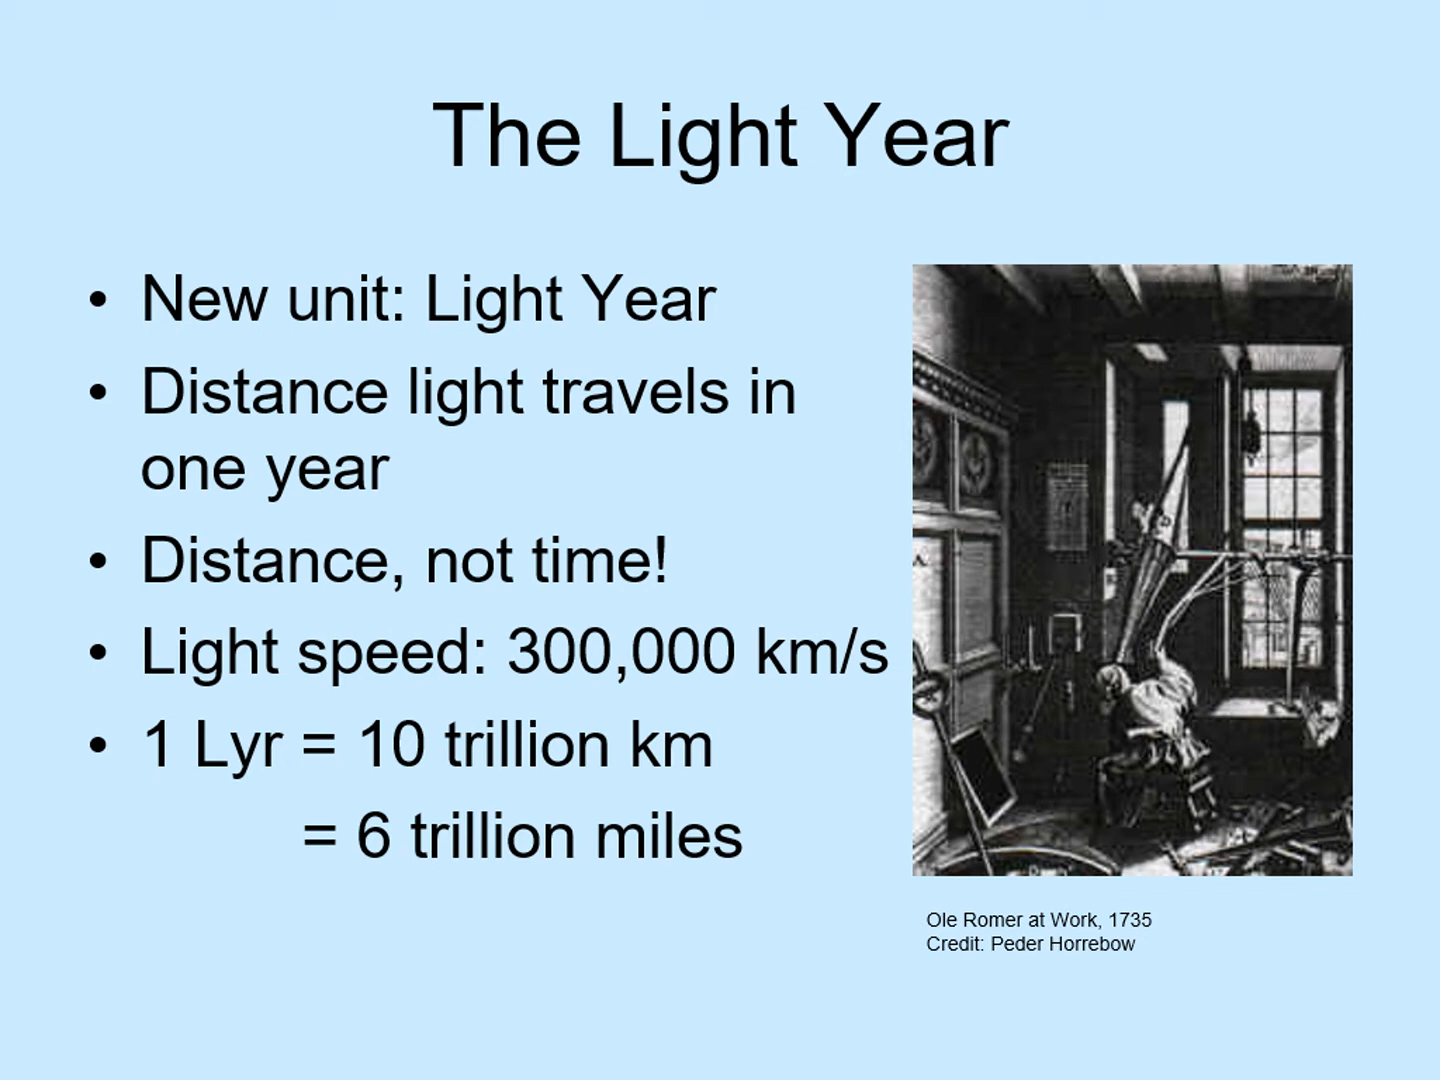 The Light Year
• New unit: Light Year
• Distance light travels in
one year
• Distance, not time!
• Light speed: 300,000 km/s
• 1 Lyr = 10 trillion km
= 6 trillion miles
Ole Romer at Work, 1735
Credit: Peder Horrebow